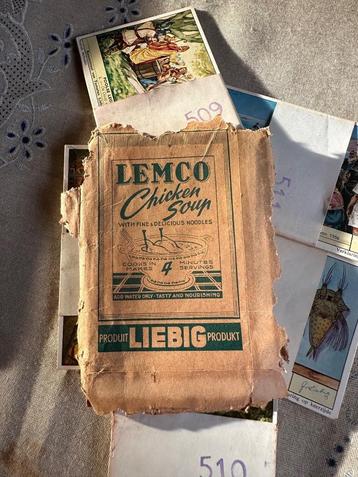 509
LEMCO
Chicken
Soup
WITH FINE & DELICIOUS NOODLES
COOKS IN 4 MINUTES
MAKES 4 SERVINGS
ADD WATER ONLY · TASTY AND NOURISHING
PRODUIT LIEBIG PRODUKT
510